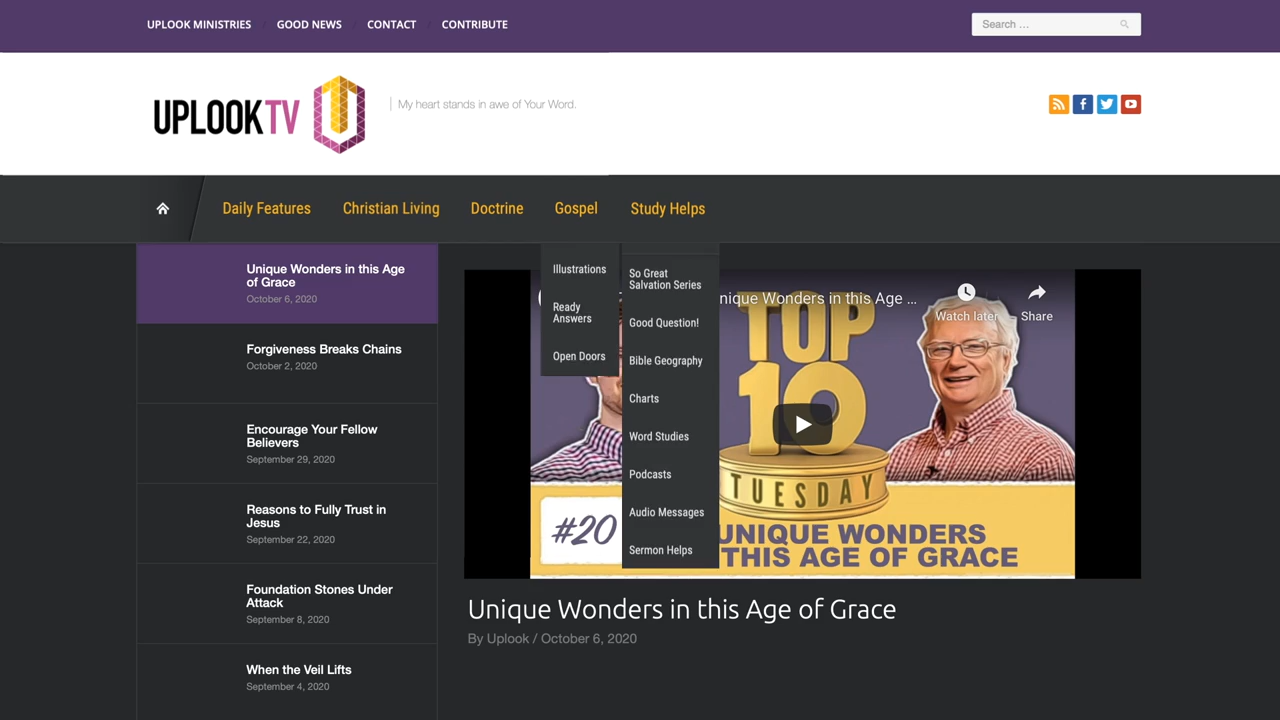 UPLOOK MINISTRIES / GOOD NEWS / CONTACT / CONTRIBUTE
Search ...
UPLOOKTV
My heart stands in awe of Your Word.
Daily Features
Christian Living
Doctrine
Gospel
Study Helps
Unique Wonders in this Age
of Grace
October 6, 2020
Forgiveness Breaks Chains
October 2, 2020
Encourage Your Fellow
Believers
September 29, 2020
Reasons to Fully Trust in
Jesus
September 22, 2020
Foundation Stones Under
Attack
September 8, 2020
When the Veil Lifts
September 4, 2020
Illustrations
Ready
Answers
Open Doors
So Great
Salvation Series
Good Question!
Bible Geography
Charts
Word Studies
Podcasts
Audio Messages
Sermon Helps
nique Wonders in this Age ...
Watch later
Share
TOP
10
TUESDAY
#20
UNIQUE WONDERS
THIS AGE OF GRACE
Unique Wonders in this Age of Grace
By Uplook / October 6, 2020